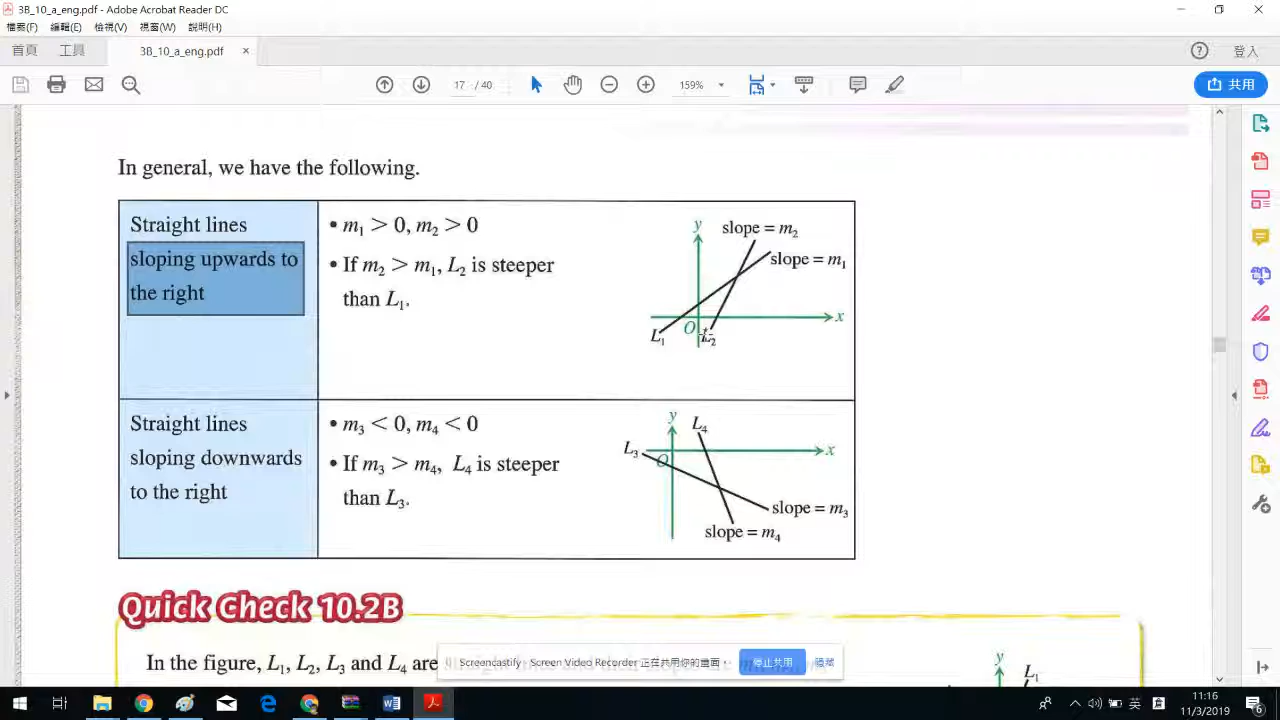 3B_10_a_eng.pdf - Adobe Acrobat Reader DC
檔案(F) 編輯(E) 檢視(V) 視窗(W) 說明(H)
首頁 工具 3B_10_a_eng.pdf × 登入
17 / 40 159% 共用
In general, we have the following.
Straight lines
sloping upwards to
the right
• m₁ > 0, m₂ > 0
• If m₂ > m₁, L₂ is steeper
than L₁.
y
slope = m₂
slope = m₁
O
x
L₁
L₂
Straight lines
sloping downwards
to the right
• m₃ < 0, m₄ < 0
• If m₃ > m₄, L₄ is steeper
than L₃.
y
L₄
L₃
O
x
slope = m₃
slope = m₄
Quick Check 10.2B
In the figure, L₁, L₂, L₃ and L₄ are
y
L₁
Screencastify - Screen Video Recorder 正在共用你的畫面。 停止共用 隱藏
英
11:16
11/3/2019
6